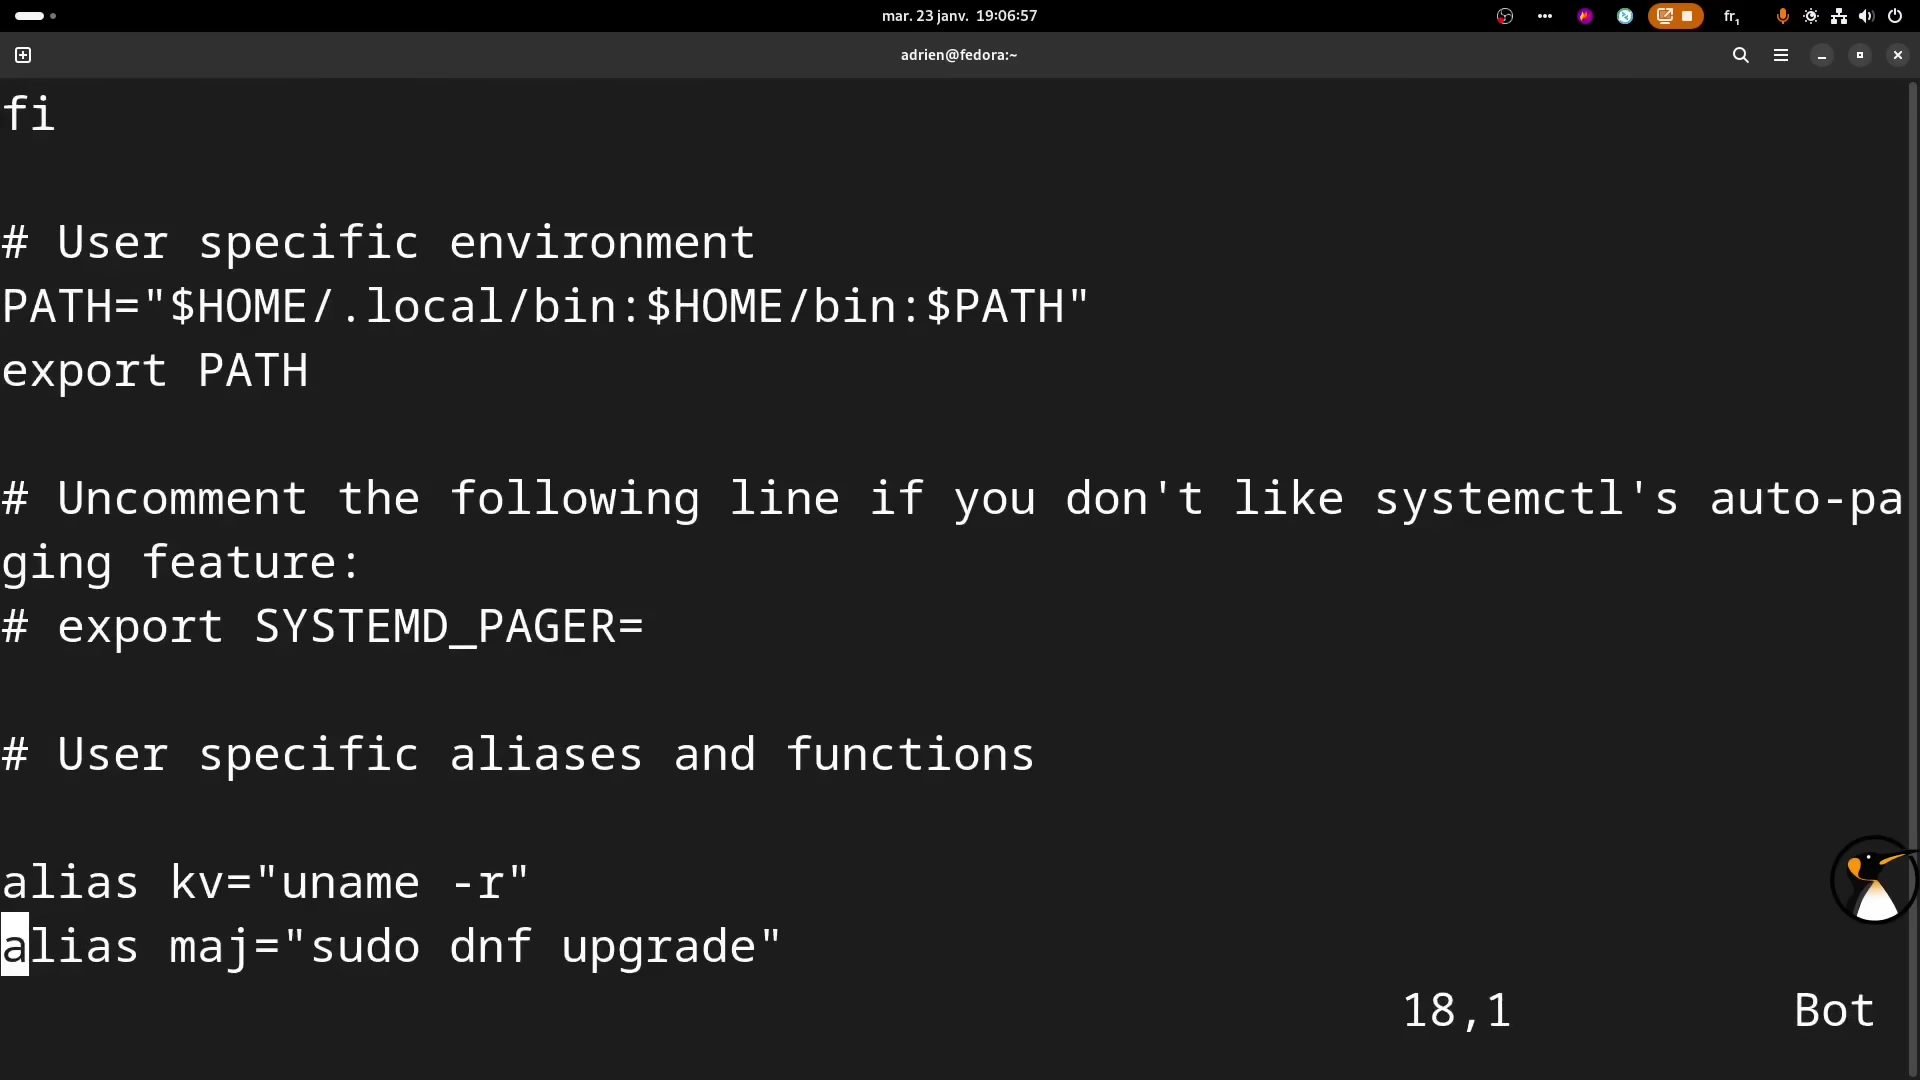 mar. 23 janv. 19:06:57
fr₁
adrien@fedora:~
fi
# User specific environment
PATH="$HOME/.local/bin:$HOME/bin:$PATH"
export PATH
# Uncomment the following line if you don't like systemctl's auto-pa
ging feature:
# export SYSTEMD_PAGER=
# User specific aliases and functions
alias kv="uname -r"
alias maj="sudo dnf upgrade"
18,1 Bot